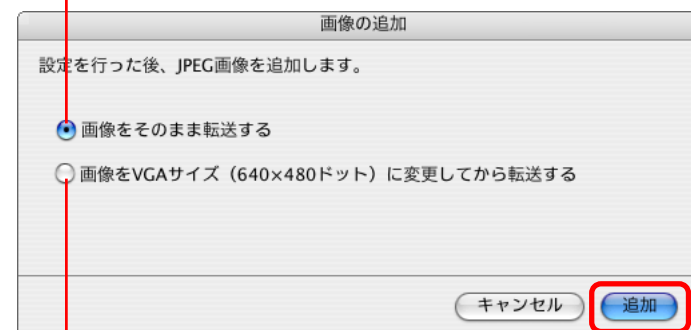 画像の追加
設定を行った後、JPEG画像を追加します。
画像をそのまま転送する
画像をVGAサイズ（640×480ドット）に変更してから転送する
キャンセル 追加